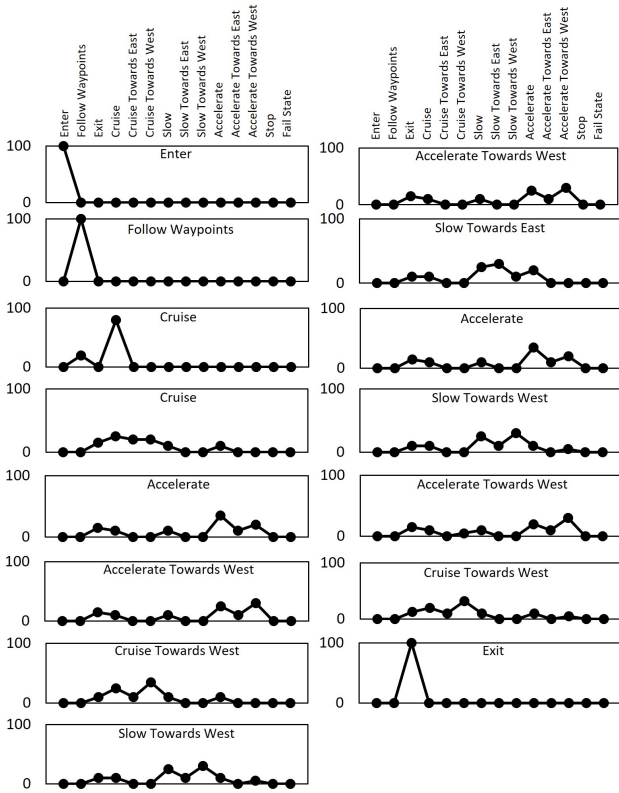 Enter
Follow Waypoints
Exit
Cruise
Cruise Towards East
Cruise Towards West
Slow
Slow Towards East
Slow Towards West
Accelerate
Accelerate Towards East
Accelerate Towards West
Stop
Fail State
100
Enter
0
100
Follow Waypoints
0
100
Cruise
0
100
Cruise
0
100
Accelerate
0
100
Accelerate Towards West
0
100
Cruise Towards West
0
100
Slow Towards West
0
Enter
Follow Waypoints
Exit
Cruise
Cruise Towards East
Cruise Towards West
Slow
Slow Towards East
Slow Towards West
Accelerate
Accelerate Towards East
Accelerate Towards West
Stop
Fail State
100
Accelerate Towards West
0
100
Slow Towards East
0
100
Accelerate
0
100
Slow Towards West
0
100
Accelerate Towards West
0
100
Cruise Towards West
0
100
Exit
0